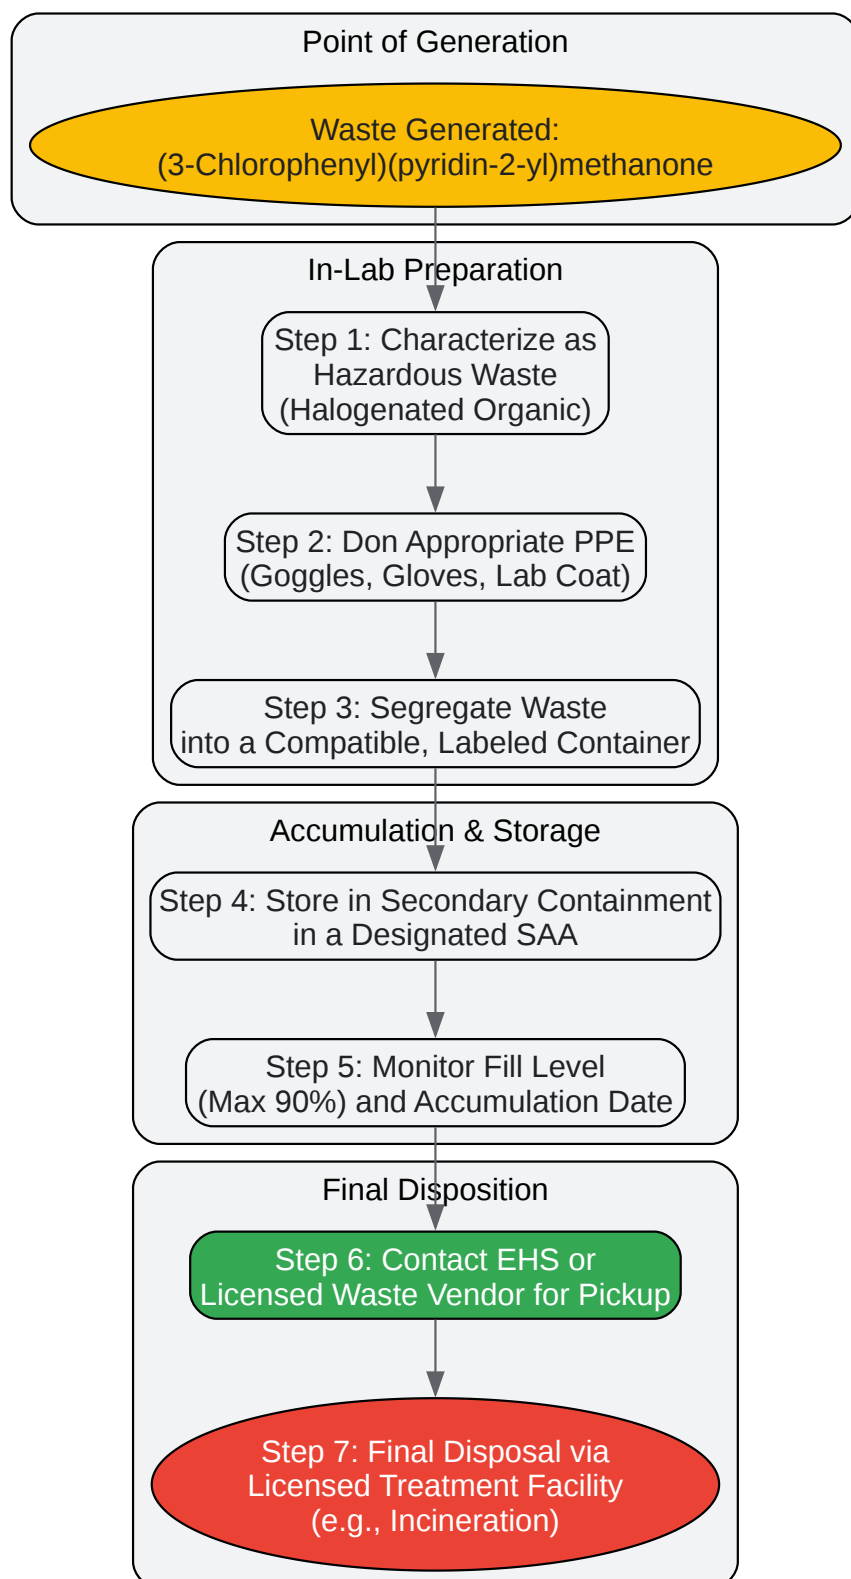 Point of Generation
Waste Generated:
(3-Chlorophenyl)(pyridin-2-yl)methanone
In-Lab Preparation
Step 1: Characterize as
Hazardous Waste
(Halogenated Organic)
Step 2: Don Appropriate PPE
(Goggles, Gloves, Lab Coat)
Step 3: Segregate Waste
into a Compatible, Labeled Container
Accumulation & Storage
Step 4: Store in Secondary Containment
in a Designated SAA
Step 5: Monitor Fill Level
(Max 90%) and Accumulation Date
Final Disposition
Step 6: Contact EHS or
Licensed Waste Vendor for Pickup
Step 7: Final Disposal via
Licensed Treatment Facility
(e.g., Incineration)